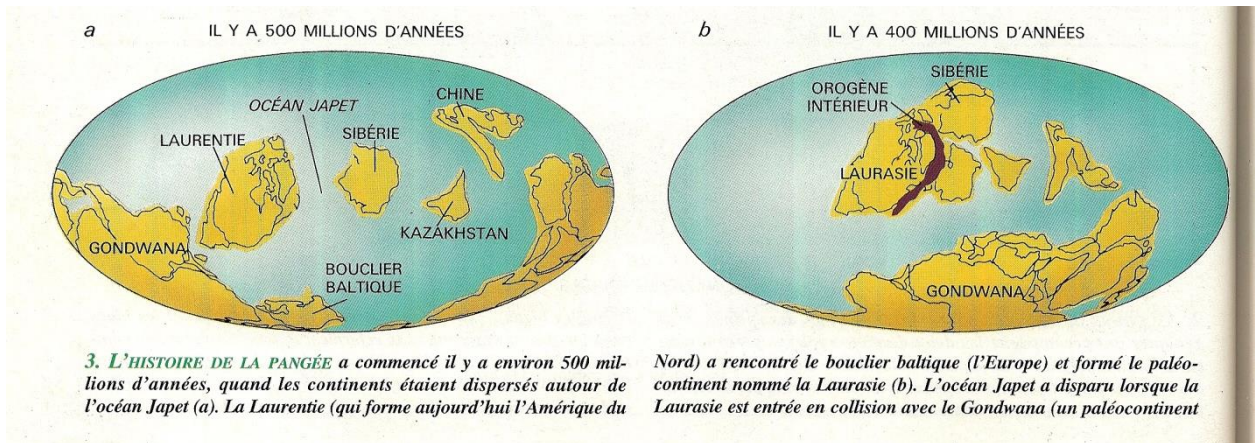 a
IL Y A 500 MILLIONS D'ANNÉES
OCÉAN JAPET
CHINE
LAURENTIE
SIBÉRIE
KAZAKHSTAN
GONDWANA
BOUCLIER
BALTIQUE
b
IL Y A 400 MILLIONS D'ANNÉES
SIBÉRIE
OROGÈNE
INTÉRIEUR
LAURASIE
GONDWANA
3. L'HISTOIRE DE LA PANGÉE a commencé il y a environ 500 mil-
lions d'années, quand les continents étaient dispersés autour de
l'océan Japet (a). La Laurentie (qui forme aujourd'hui l'Amérique du
Nord) a rencontré le bouclier baltique (l'Europe) et formé le paléo-
continent nommé la Laurasie (b). L'océan Japet a disparu lorsque la
Laurasie est entrée en collision avec le Gondwana (un paléocontinent